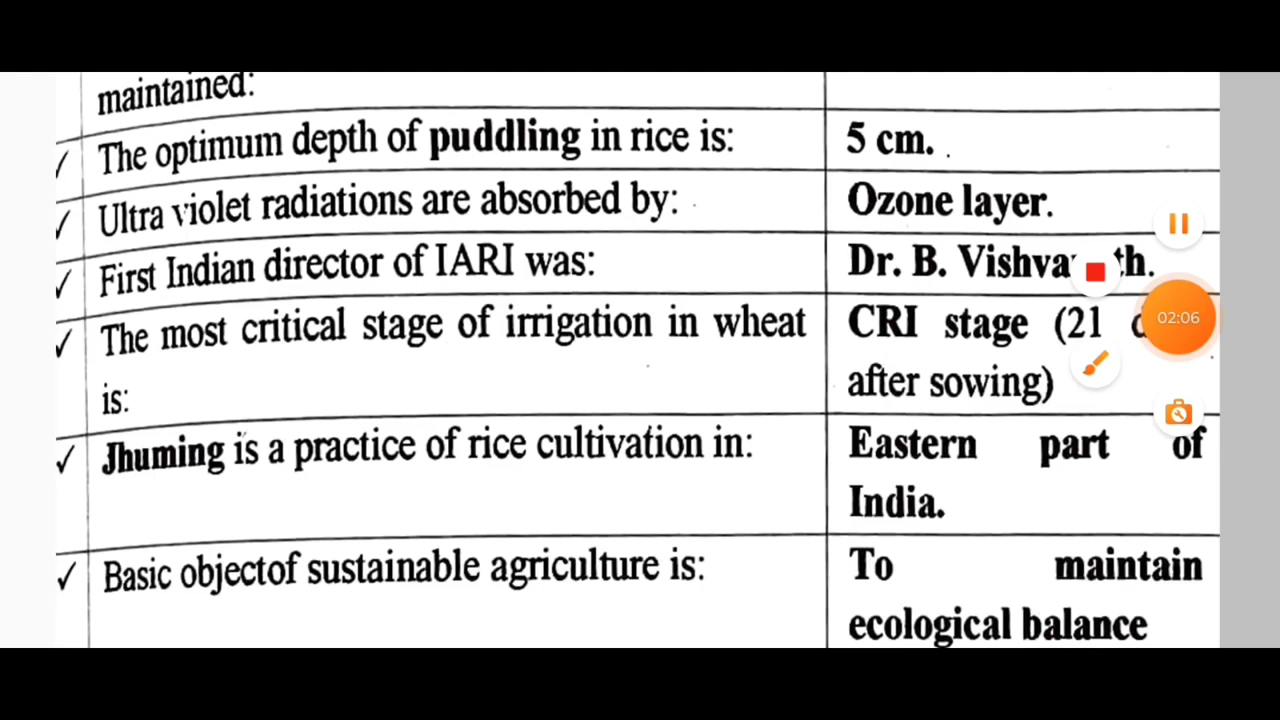 maintained:
The optimum depth of puddling in rice is: 5 cm.
Ultra violet radiations are absorbed by: Ozone layer.
First Indian director of IARI was: Dr. B.
The most critical stage of irrigation in wheat CRI stage (21
is: after sowing)
Jhuming is a practice of rice cultivation in: Eastern part of
India.
Basic objectof sustainable agriculture is: To maintain
ecological balance
02:06